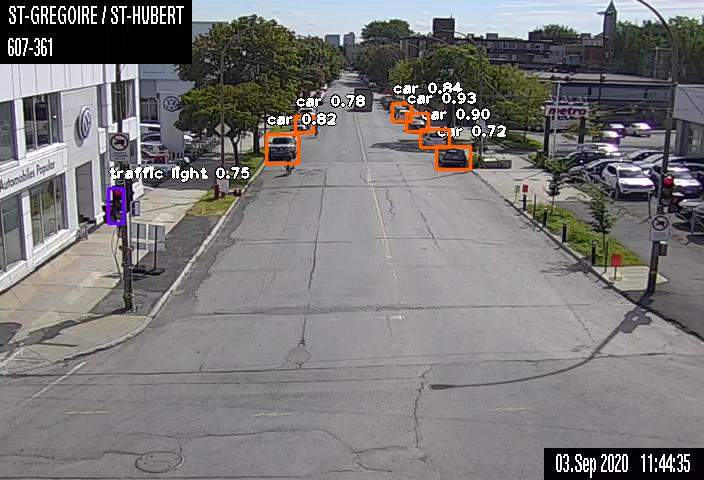 ST-GREGOIRE / ST-HUBERT
607-361
car 0.84
car 0.78
car 0.93
car 0.82
car 0.90
car 0.72
traffic light 0.75
metro
Automobiles Popular
03.Sep 2020 11:44:35